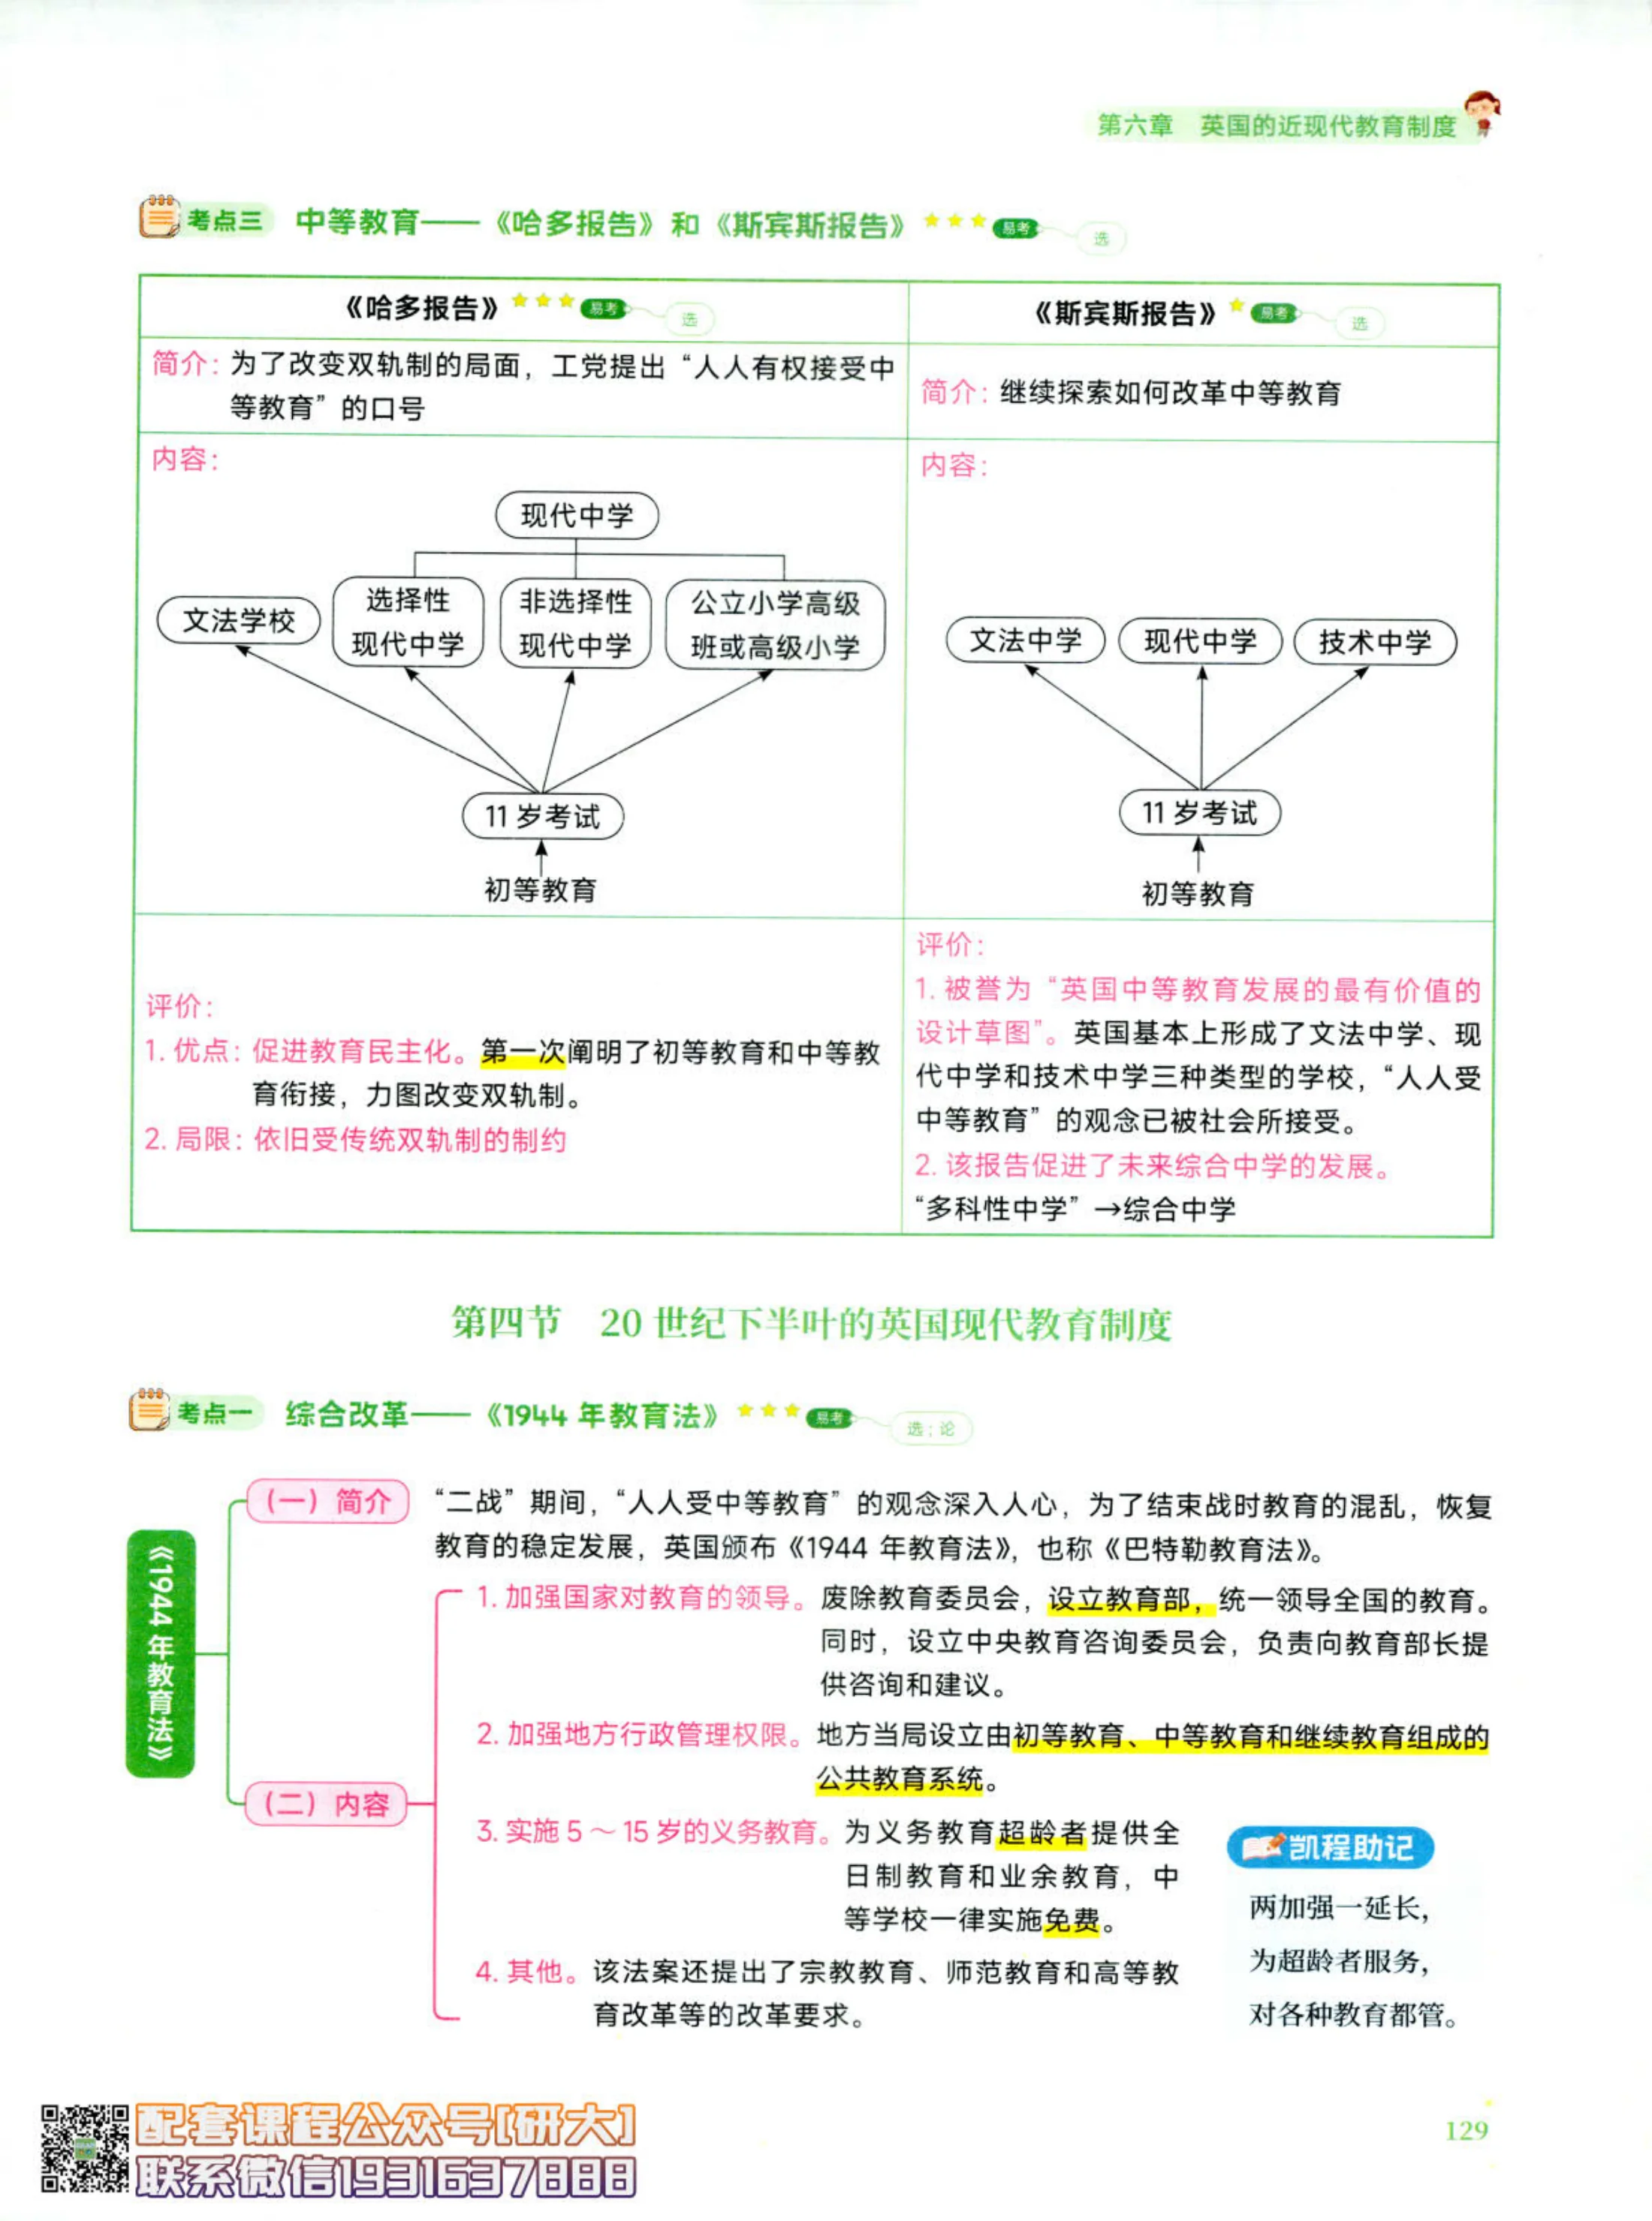 第六章 英国的近现代教育制度
考点三 中等教育——《哈多报告》和《斯宾斯报告》 易考 选
《哈多报告》 易考 选
《斯宾斯报告》 易考 选
简介：为了改变双轨制的局面，工党提出“人人有权接受中
等教育”的口号
简介：继续探索如何改革中等教育
内容：
现代中学
文法学校
选择性
现代中学
非选择性
现代中学
公立小学高级
班或高级小学
11 岁考试
初等教育
内容：
文法中学
现代中学
技术中学
11 岁考试
初等教育
评价：
1. 优点：促进教育民主化。第一次阐明了初等教育和中等教
育衔接，力图改变双轨制。
2. 局限：依旧受传统双轨制的制约
评价：
1. 被誉为“英国中等教育发展的最有价值的
设计草图”。英国基本上形成了文法中学、现
代中学和技术中学三种类型的学校，“人人受
中等教育”的观念已被社会所接受。
2. 该报告促进了未来综合中学的发展。
“多科性中学”→综合中学
第四节 20 世纪下半叶的英国现代教育制度
考点一 综合改革——《1944 年教育法》 易考 选；论
《1944 年教育法》
（一）简介
“二战”期间，“人人受中等教育”的观念深入人心，为了结束战时教育的混乱，恢复
教育的稳定发展，英国颁布《1944 年教育法》，也称《巴特勒教育法》。
（二）内容
1. 加强国家对教育的领导。废除教育委员会，设立教育部，统一领导全国的教育。
同时，设立中央教育咨询委员会，负责向教育部长提
供咨询和建议。
2. 加强地方行政管理权限。地方当局设立由初等教育、中等教育和继续教育组成的
公共教育系统。
3. 实施 5～15 岁的义务教育。为义务教育超龄者提供全
日制教育和业余教育，中
等学校一律实施免费。
4. 其他。该法案还提出了宗教教育、师范教育和高等教
育改革等的改革要求。
凯程助记
两加强一延长，
为超龄者服务，
对各种教育都管。
配套课程公众号[研大]
联系微信1931637888
129